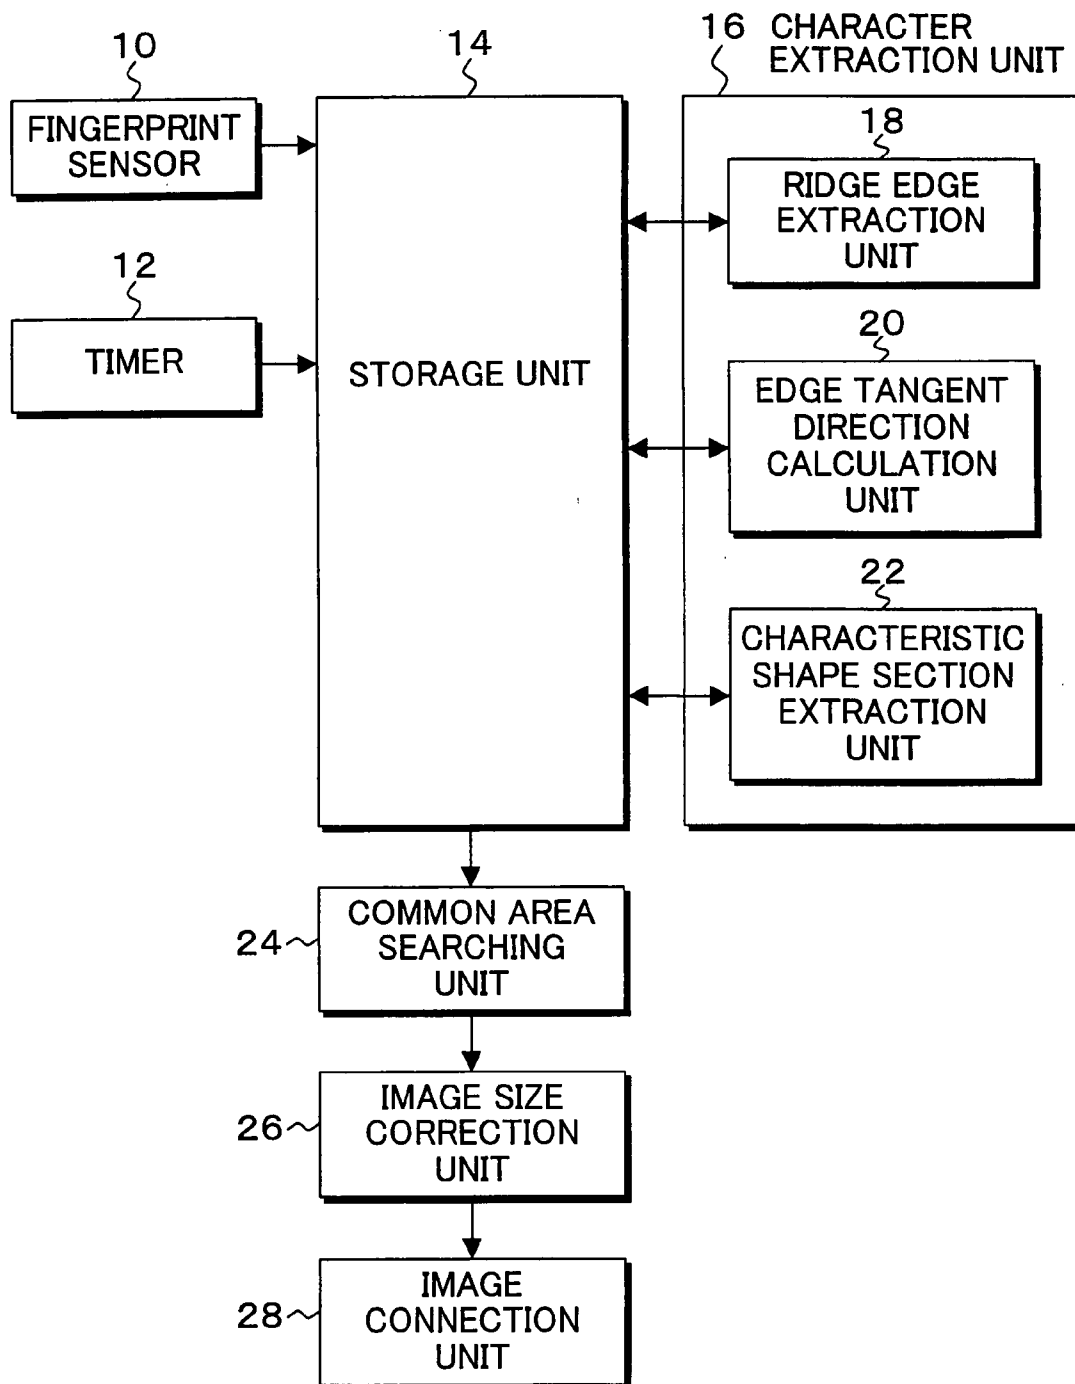 10
FINGERPRINT
SENSOR
12
TIMER
14
STORAGE UNIT
16 CHARACTER
EXTRACTION UNIT
18
RIDGE EDGE
EXTRACTION
UNIT
20
EDGE TANGENT
DIRECTION
CALCULATION
UNIT
22
CHARACTERISTIC
SHAPE SECTION
EXTRACTION
UNIT
24
COMMON AREA
SEARCHING
UNIT
26
IMAGE SIZE
CORRECTION
UNIT
28
IMAGE
CONNECTION
UNIT